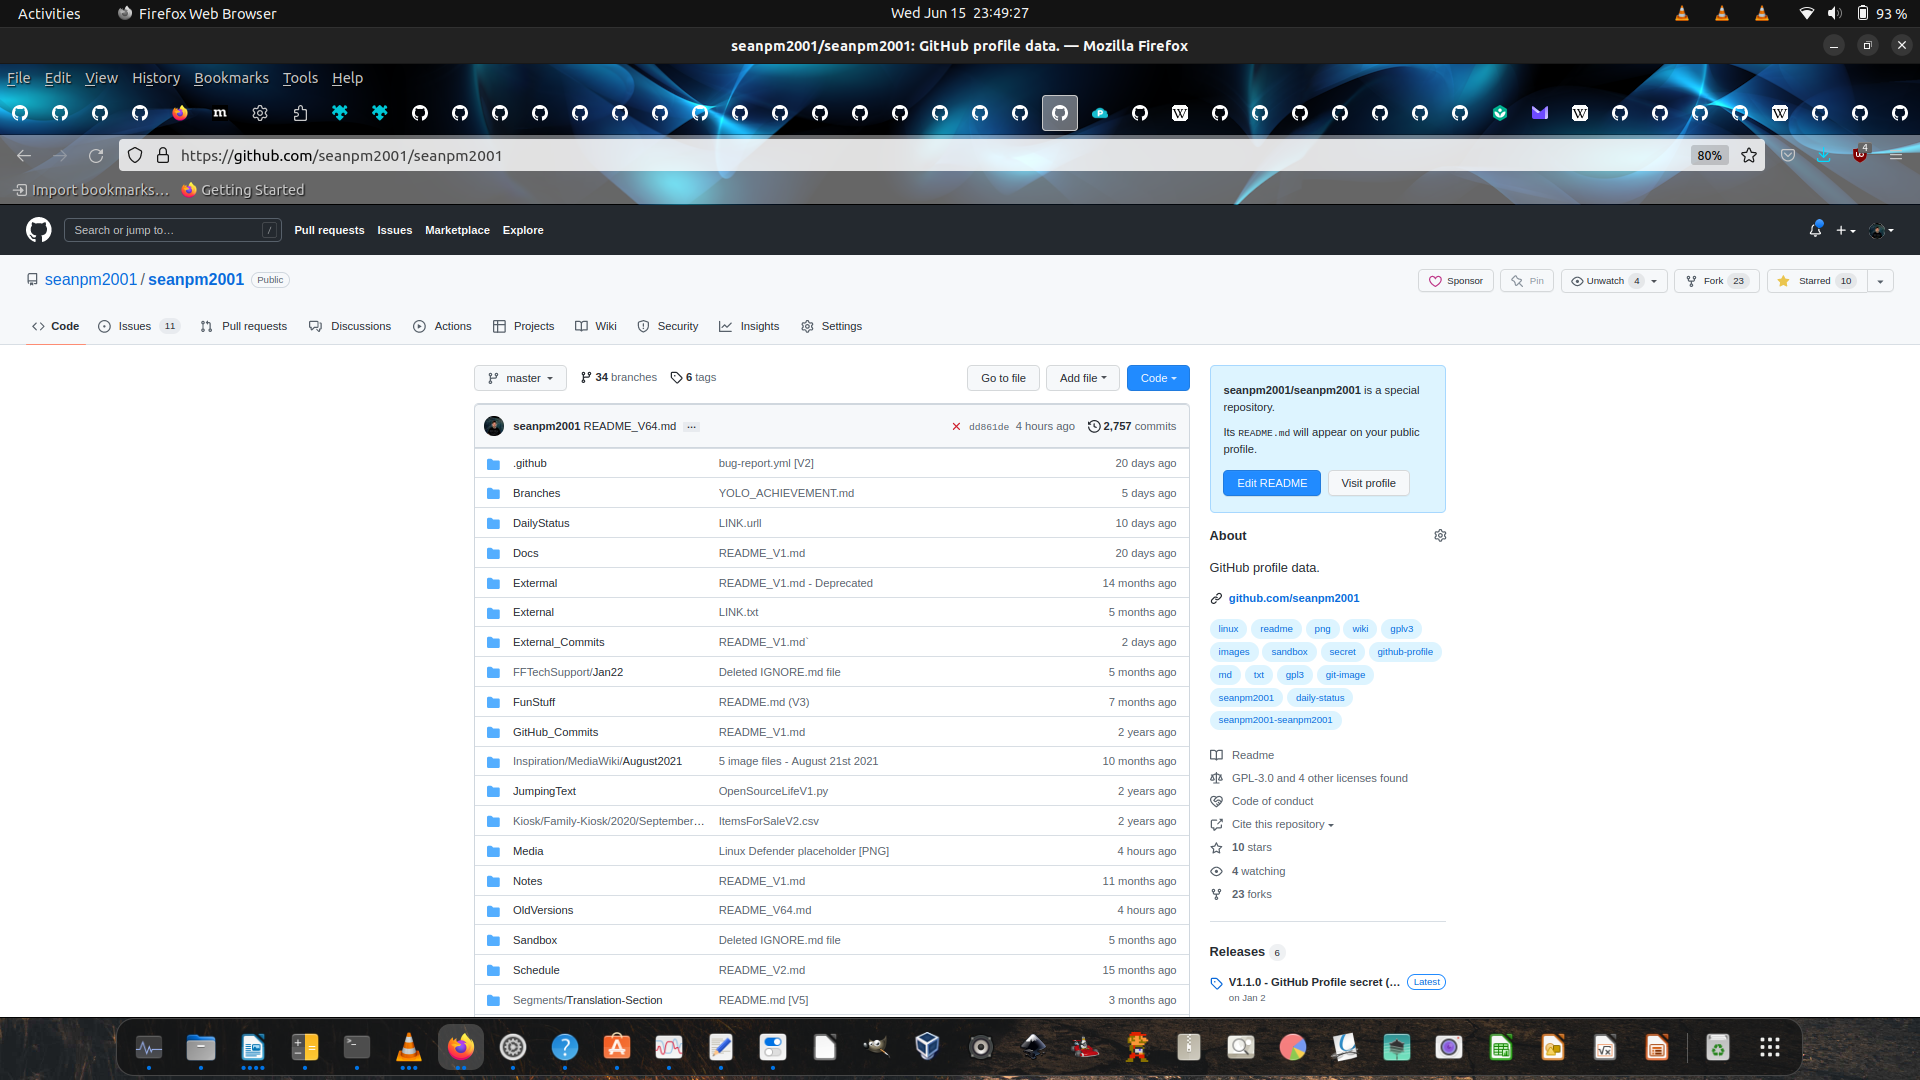 Activities Firefox Web Browser Wed Jun 15 23:49:27 93 %
seanpm2001/seanpm2001: GitHub profile data. — Mozilla Firefox
File Edit View History Bookmarks Tools Help
https://github.com/seanpm2001/seanpm2001 80% 4
Import bookmarks… Getting Started
Search or jump to… / Pull requests Issues Marketplace Explore
seanpm2001 / seanpm2001 Public Sponsor Pin Unwatch 4 Fork 23 Starred 10
Code Issues 11 Pull requests Discussions Actions Projects Wiki Security Insights Settings
master 34 branches 6 tags Go to file Add file Code
seanpm2001 README_V64.md ... dd861de 4 hours ago 2,757 commits
.github bug-report.yml [V2] 20 days ago
Branches YOLO_ACHIEVEMENT.md 5 days ago
DailyStatus LINK.urll 10 days ago
Docs README_V1.md 20 days ago
Extermal README_V1.md - Deprecated 14 months ago
External LINK.txt 5 months ago
External_Commits README_V1.md` 2 days ago
FFTechSupport/Jan22 Deleted IGNORE.md file 5 months ago
FunStuff README.md (V3) 7 months ago
GitHub_Commits README_V1.md 2 years ago
Inspiration/MediaWiki/August2021 5 image files - August 21st 2021 10 months ago
JumpingText OpenSourceLifeV1.py 2 years ago
Kiosk/Family-Kiosk/2020/September… ItemsForSaleV2.csv 2 years ago
Media Linux Defender placeholder [PNG] 4 hours ago
Notes README_V1.md 11 months ago
OldVersions README_V64.md 4 hours ago
Sandbox Deleted IGNORE.md file 5 months ago
Schedule README_V2.md 15 months ago
Segments/Translation-Section README.md [V5] 3 months ago
seanpm2001/seanpm2001 is a special
repository.
Its README.md will appear on your public
profile.
Edit README Visit profile
About
GitHub profile data.
github.com/seanpm2001
linux readme png wiki gplv3
images sandbox secret github-profile
md txt gpl3 git-image
seanpm2001 daily-status
seanpm2001-seanpm2001
Readme
GPL-3.0 and 4 other licenses found
Code of conduct
Cite this repository
10 stars
4 watching
23 forks
Releases 6
V1.1.0 - GitHub Profile secret (... Latest
on Jan 2